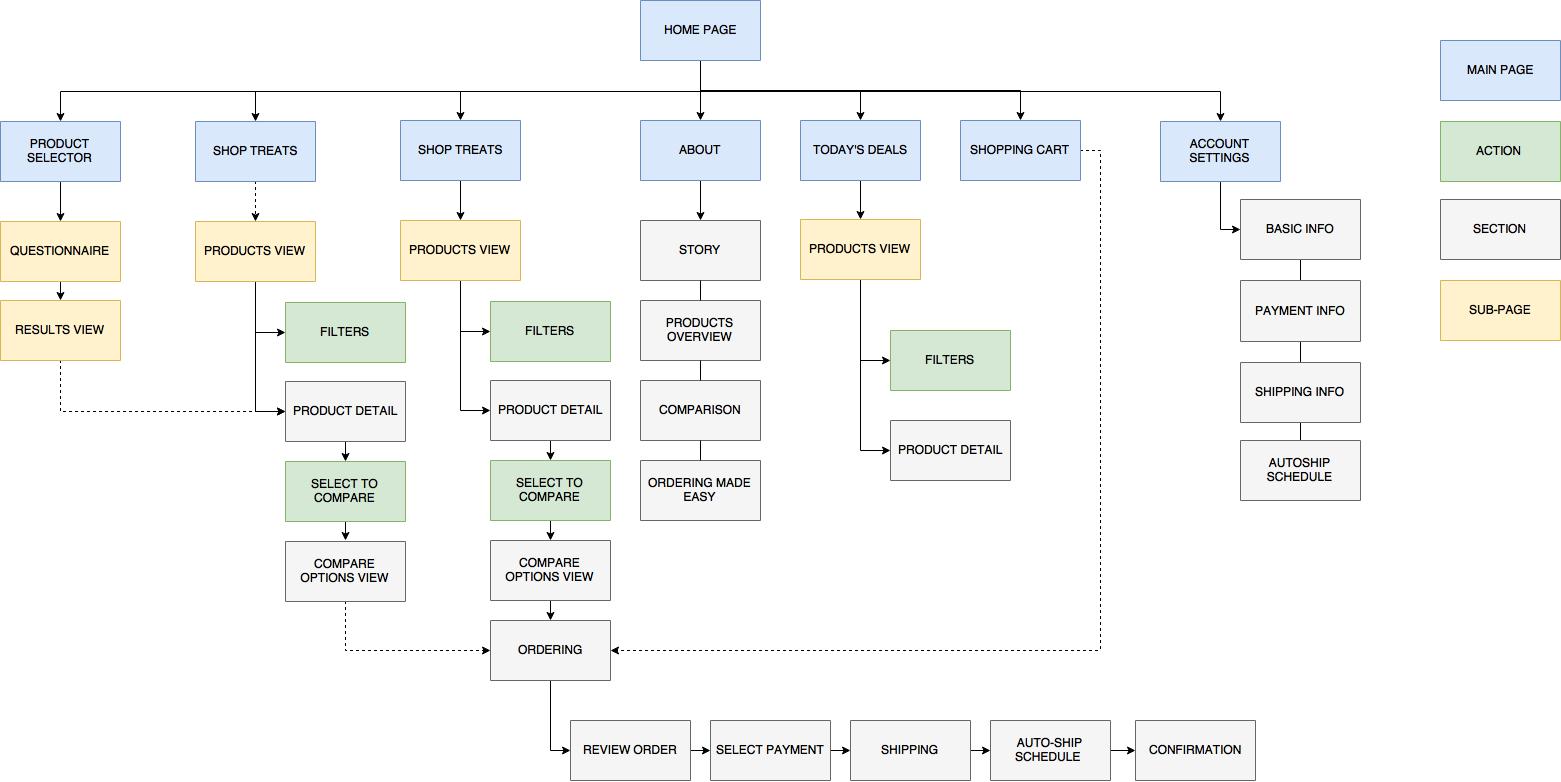 HOME PAGE
MAIN PAGE
PRODUCT
SELECTOR
SHOP TREATS
SHOP TREATS
ABOUT
TODAY'S DEALS
SHOPPING CART
ACCOUNT
SETTINGS
ACTION
QUESTIONNAIRE
PRODUCTS VIEW
PRODUCTS VIEW
STORY
PRODUCTS VIEW
BASIC INFO
SECTION
RESULTS VIEW
FILTERS
FILTERS
PRODUCTS
OVERVIEW
FILTERS
PAYMENT INFO
SUB-PAGE
PRODUCT DETAIL
PRODUCT DETAIL
COMPARISON
PRODUCT DETAIL
SHIPPING INFO
SELECT TO
COMPARE
SELECT TO
COMPARE
ORDERING MADE
EASY
AUTOSHIP
SCHEDULE
COMPARE
OPTIONS VIEW
COMPARE
OPTIONS VIEW
ORDERING
REVIEW ORDER
SELECT PAYMENT
SHIPPING
AUTO-SHIP
SCHEDULE
CONFIRMATION